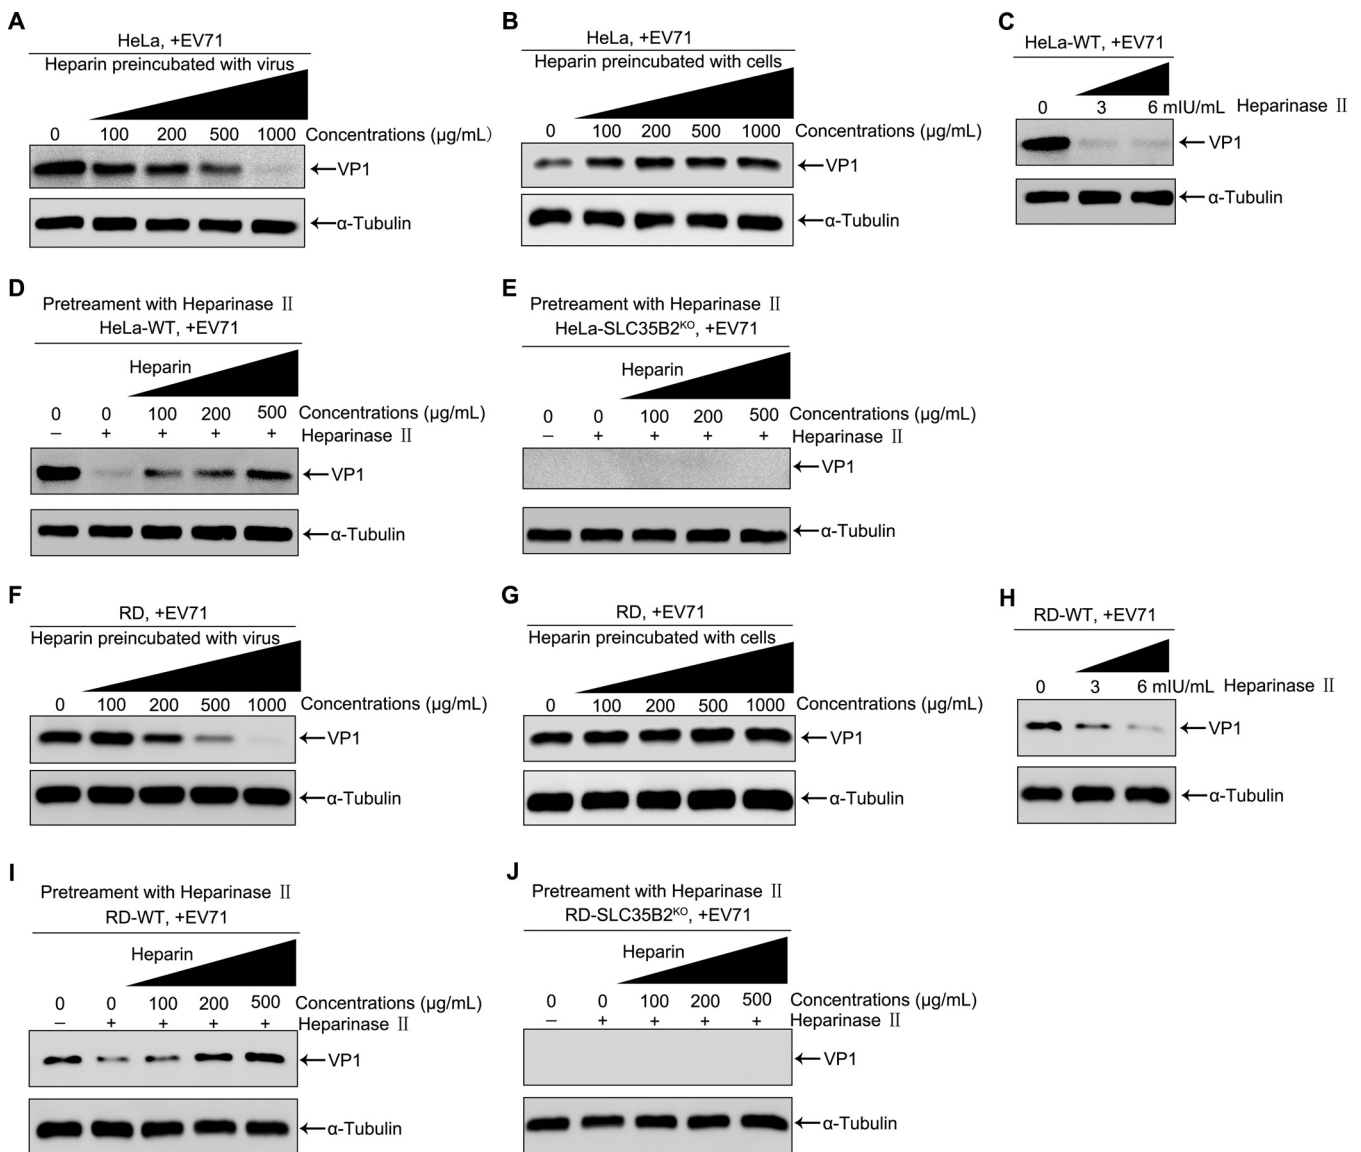 A
HeLa, +EV71
Heparin preincubated with virus
0 100 200 500 1000 Concentrations (μg/mL)
←VP1
←α-Tubulin
B
HeLa, +EV71
Heparin preincubated with cells
0 100 200 500 1000 Concentrations (μg/mL)
←VP1
←α-Tubulin
C
HeLa-WT, +EV71
0 3 6 mIU/mL Heparinase Ⅱ
←VP1
←α-Tubulin
D
Pretreament with Heparinase Ⅱ
HeLa-WT, +EV71
Heparin
0 0 100 200 500 Concentrations (μg/mL)
− + + + + Heparinase Ⅱ
←VP1
←α-Tubulin
E
Pretreament with Heparinase Ⅱ
HeLa-SLC35B2ᴷᴼ, +EV71
Heparin
0 0 100 200 500 Concentrations (μg/mL)
− + + + + Heparinase Ⅱ
←VP1
←α-Tubulin
F
RD, +EV71
Heparin preincubated with virus
0 100 200 500 1000 Concentrations (μg/mL)
←VP1
←α-Tubulin
G
RD, +EV71
Heparin preincubated with cells
0 100 200 500 1000 Concentrations (μg/mL)
←VP1
←α-Tubulin
H
RD-WT, +EV71
0 3 6 mIU/mL Heparinase Ⅱ
←VP1
←α-Tubulin
I
Pretreament with Heparinase Ⅱ
RD-WT, +EV71
Heparin
0 0 100 200 500 Concentrations (μg/mL)
− + + + + Heparinase Ⅱ
←VP1
←α-Tubulin
J
Pretreament with Heparinase Ⅱ
RD-SLC35B2ᴷᴼ, +EV71
Heparin
0 0 100 200 500 Concentrations (μg/mL)
− + + + + Heparinase Ⅱ
←VP1
←α-Tubulin